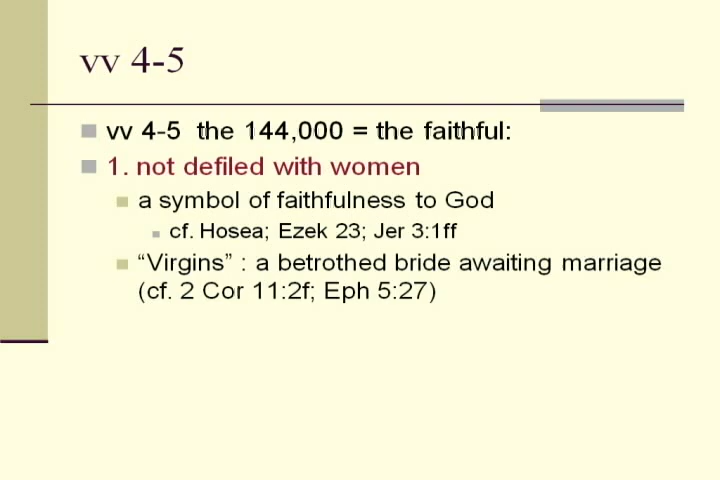 vv 4-5
vv 4-5  the 144,000 = the faithful:
1. not defiled with women
a symbol of faithfulness to God
cf. Hosea; Ezek 23; Jer 3:1ff
“Virgins” : a betrothed bride awaiting marriage
(cf. 2 Cor 11:2f; Eph 5:27)